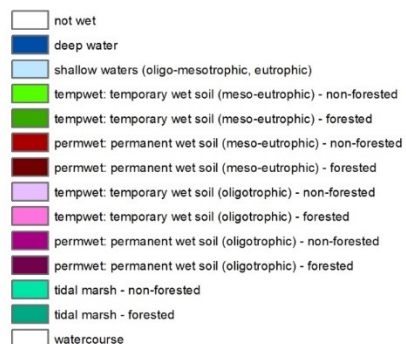 not wet
deep water
shallow waters (oligo-mesotrophic, eutrophic)
tempwet: temporary wet soil (meso-eutrophic) - non-forested
tempwet: temporary wet soil (meso-eutrophic) - forested
permwet: permanent wet soil (meso-eutrophic) - non-forested
permwet: permanent wet soil (meso-eutrophic) - forested
tempwet: temporary wet soil (oligotrophic) - non-forested
tempwet: temporary wet soil (oligotrophic) - forested
permwet: permanent wet soil (oligotrophic) - non-forested
permwet: permanent wet soil (oligotrophic) - forested
tidal marsh - non-forested
tidal marsh - forested
watercourse